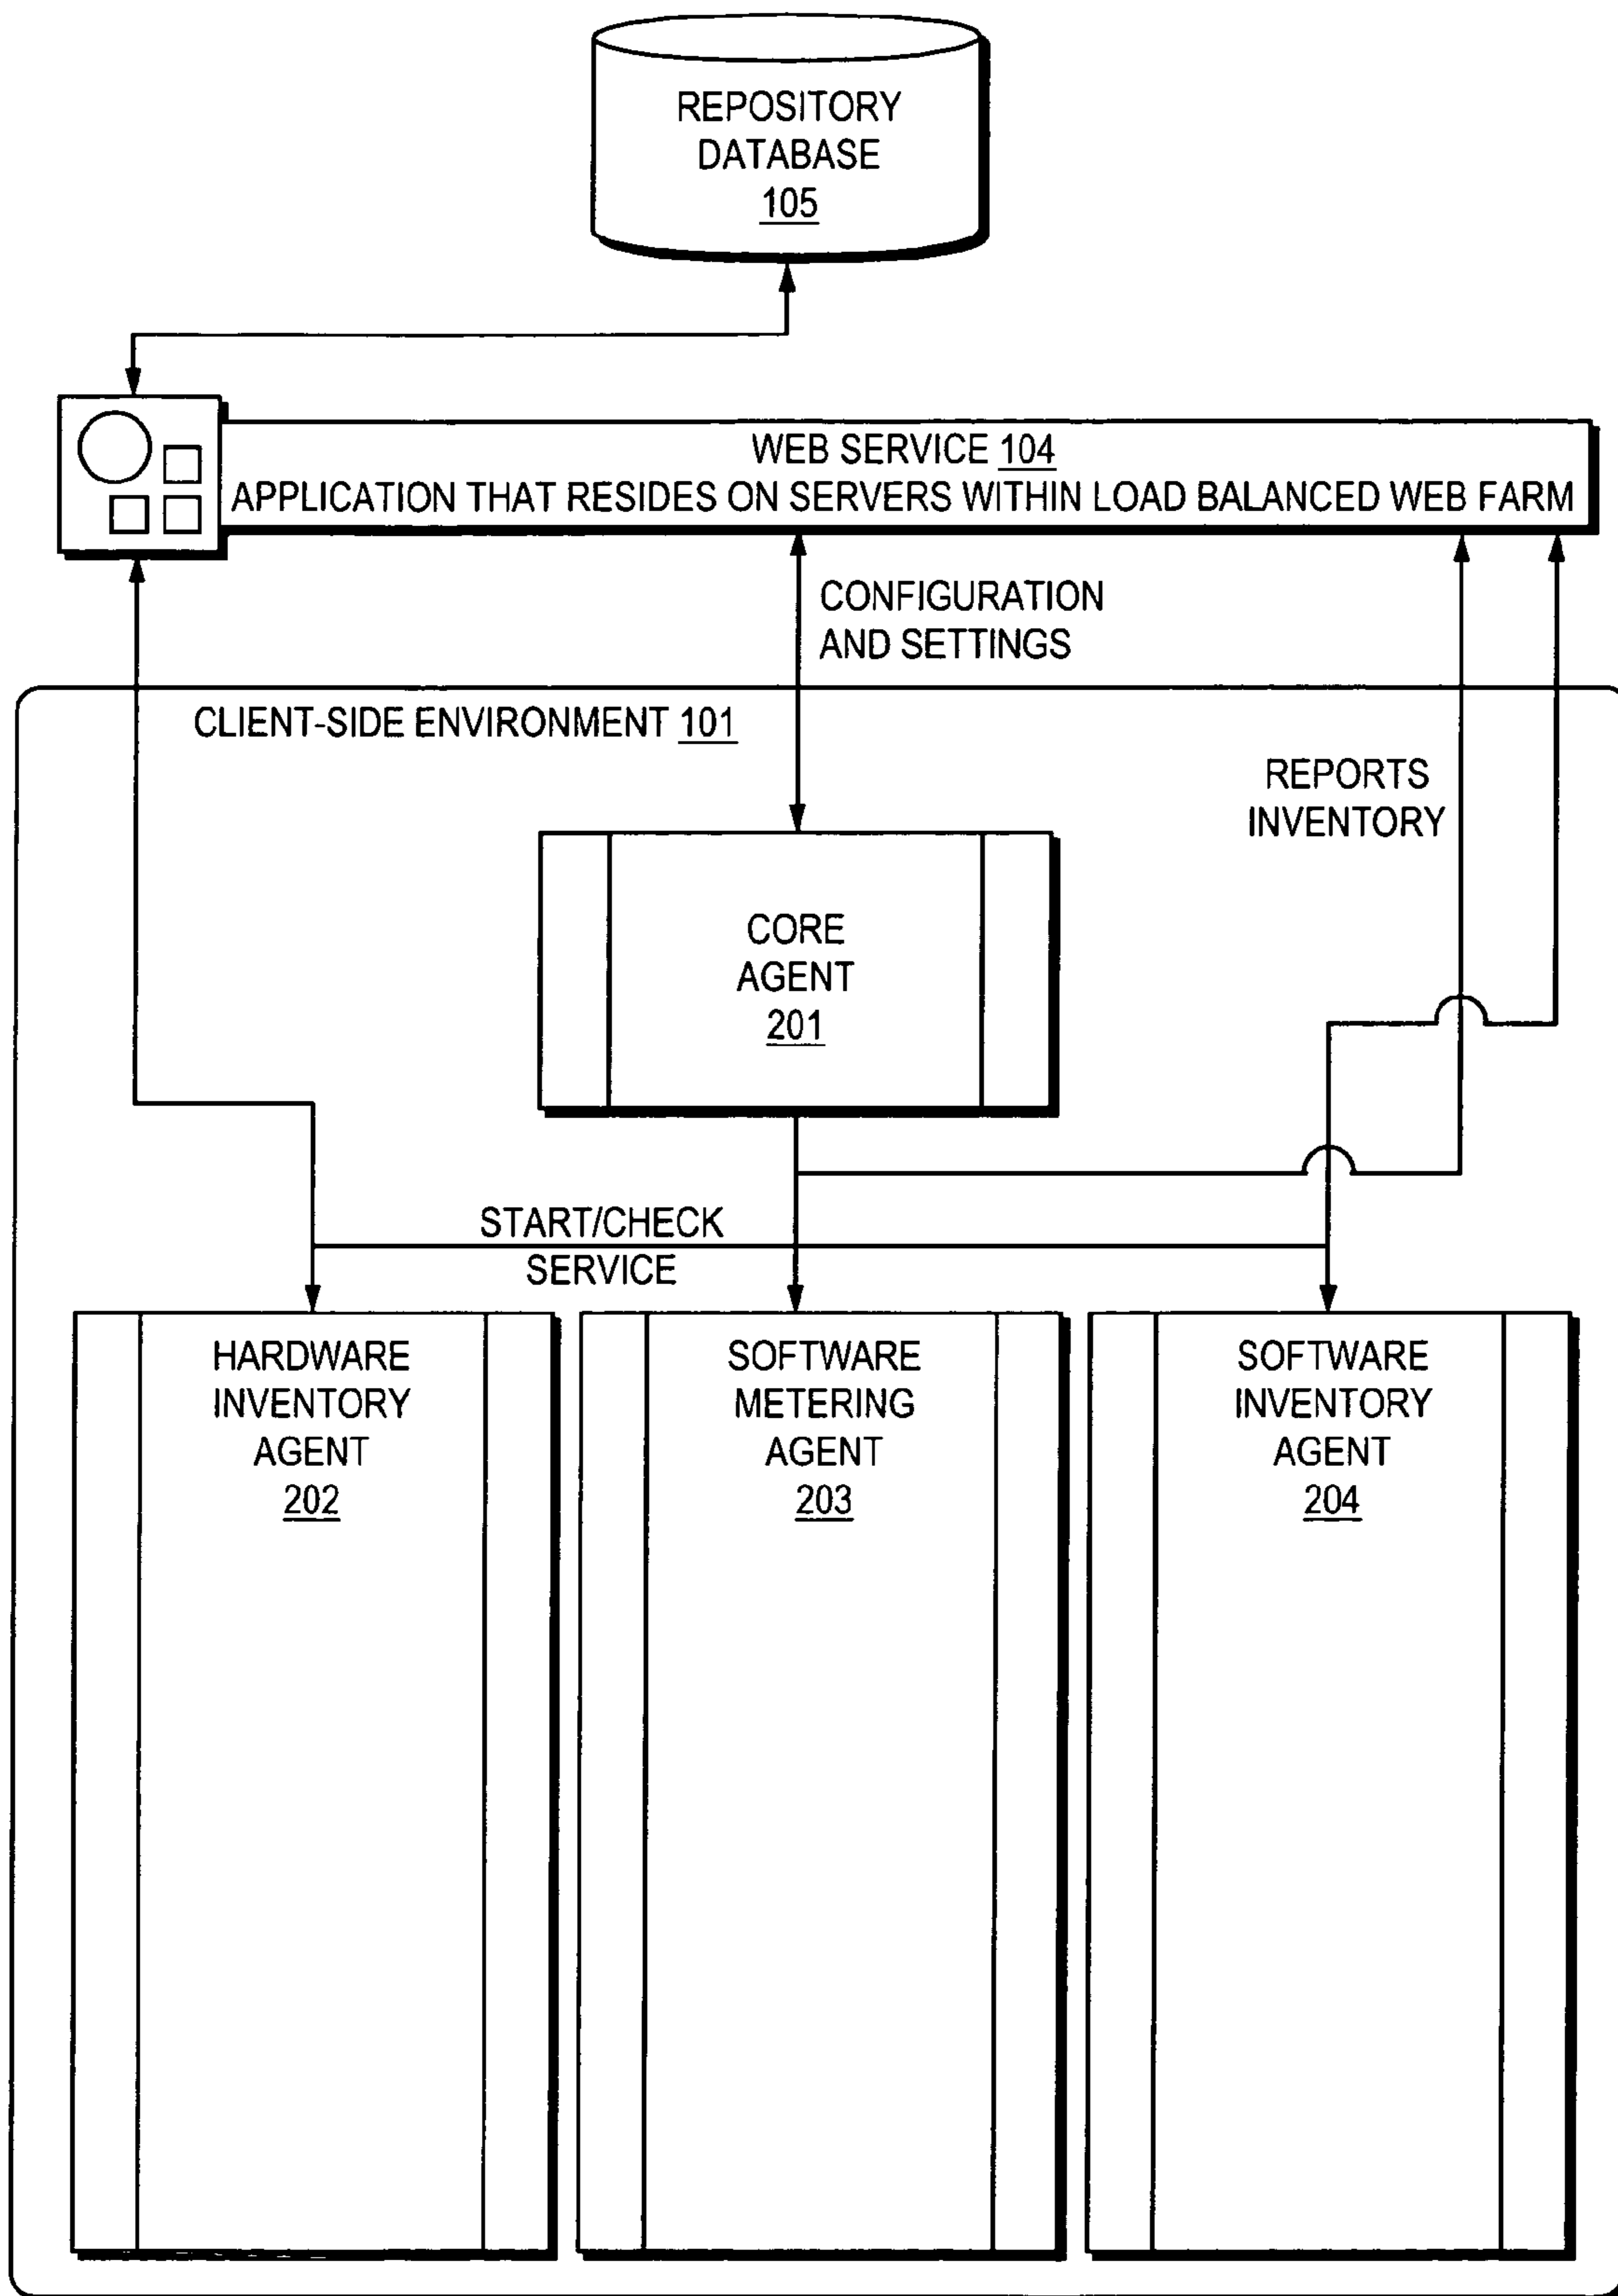 REPOSITORY
DATABASE
105
WEB SERVICE 104
APPLICATION THAT RESIDES ON SERVERS WITHIN LOAD BALANCED WEB FARM
CONFIGURATION
AND SETTINGS
CLIENT-SIDE ENVIRONMENT 101
REPORTS
INVENTORY
CORE
AGENT
201
START/CHECK
SERVICE
HARDWARE
INVENTORY
AGENT
202
SOFTWARE
METERING
AGENT
203
SOFTWARE
INVENTORY
AGENT
204